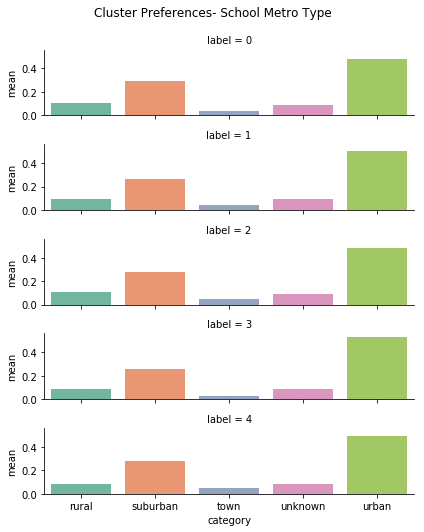 Cluster Preferences- School Metro Type
label = 0
mean
0.4
0.2
0.0
label = 1
mean
0.4
0.2
0.0
label = 2
mean
0.4
0.2
0.0
label = 3
mean
0.4
0.2
0.0
label = 4
mean
0.4
0.2
0.0
rural suburban town unknown urban
category